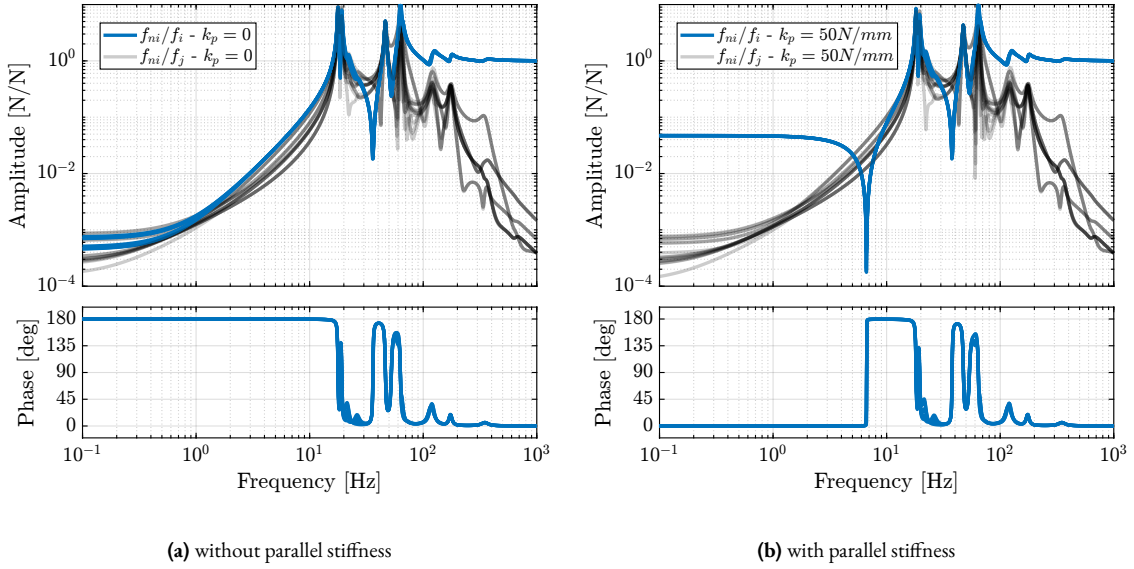 f_{ni}/f_i - k_p = 0
f_{ni}/f_j - k_p = 0
Amplitude [N/N]
10^0
10^{-2}
10^{-4}
Phase [deg]
180
135
90
45
0
10^{-1} 10^0 10^1 10^2 10^3
Frequency [Hz]
(a) without parallel stiffness
f_{ni}/f_i - k_p = 50N/mm
f_{ni}/f_j - k_p = 50N/mm
Amplitude [N/N]
10^0
10^{-2}
10^{-4}
Phase [deg]
180
135
90
45
0
10^{-1} 10^0 10^1 10^2 10^3
Frequency [Hz]
(b) with parallel stiffness